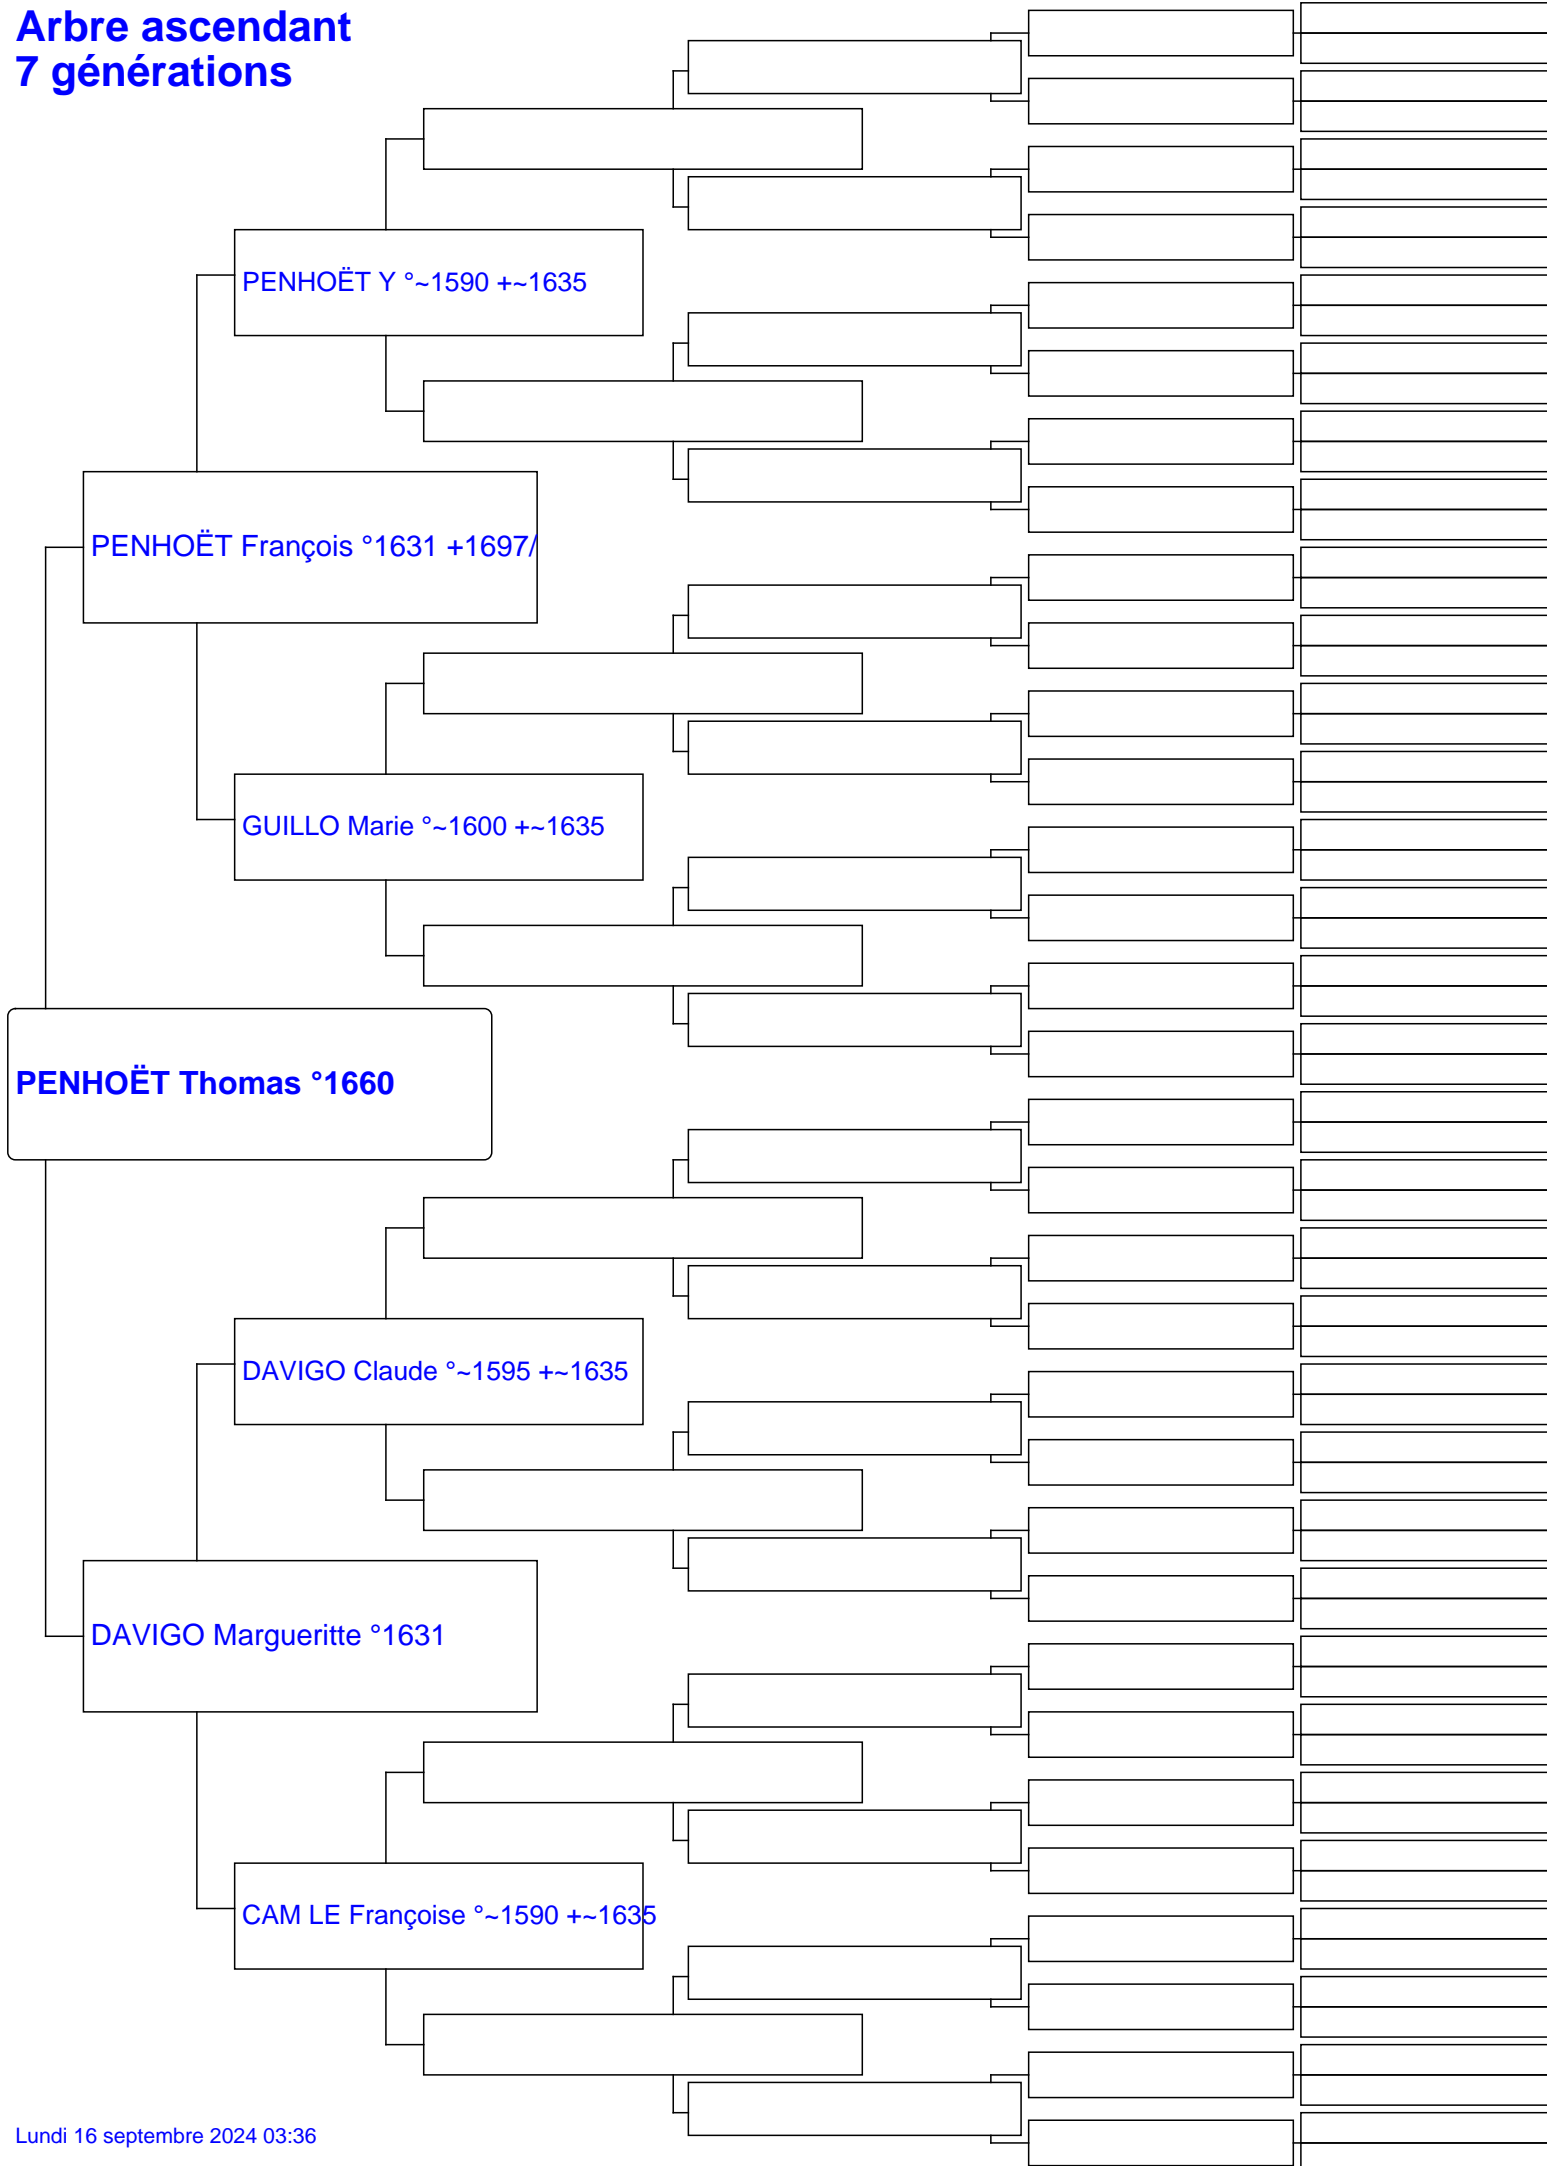 Arbre ascendant
7 générations
PENHOËT Y °~1590 +~1635
PENHOËT François °1631 +1697/
GUILLO Marie °~1600 +~1635
PENHOËT Thomas °1660
DAVIGO Claude °~1595 +~1635
DAVIGO Margueritte °1631
CAM LE Françoise °~1590 +~1635
Lundi 16 septembre 2024 03:36